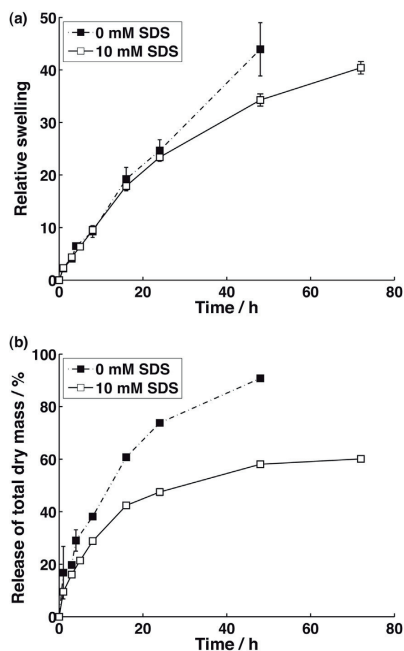 (a)
50
40
30
20
10
0
Relative swelling
0 mM SDS
10 mM SDS
0 20 40 60 80
Time / h
(b)
100
80
60
40
20
0
Release of total dry mass / %
0 mM SDS
10 mM SDS
0 20 40 60 80
Time / h